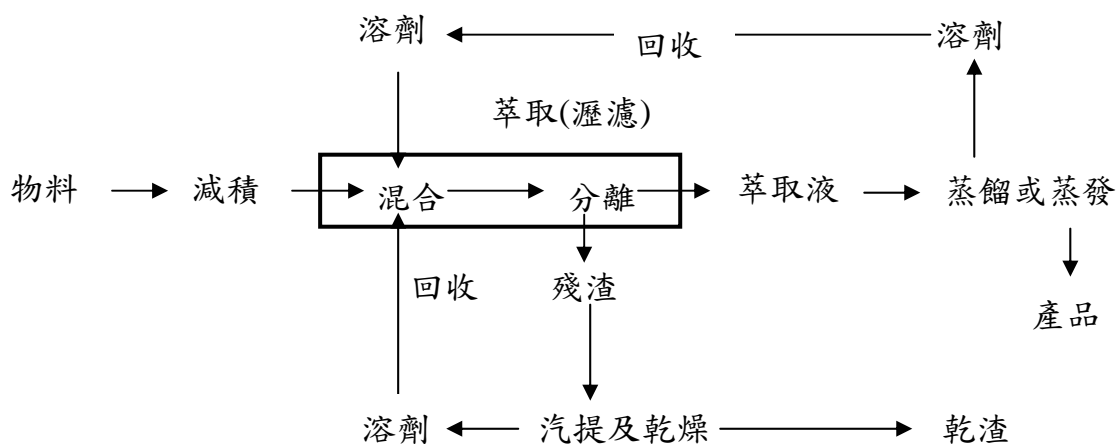 溶劑 回收 溶劑
萃取(瀝濾)
物料 減積 混合 分離 萃取液 蒸餾或蒸發
回收 殘渣
產品
溶劑 汽提及乾燥 乾渣